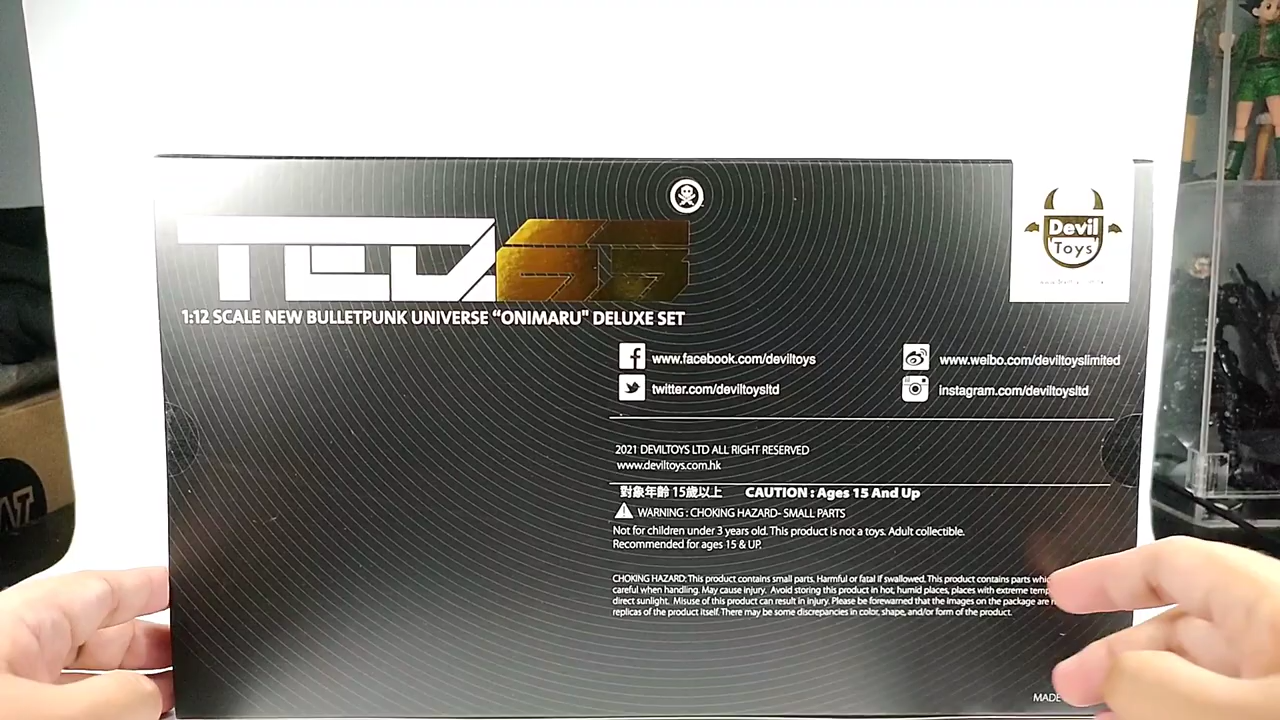 Devil
Toys
TEQ63
1:12 SCALE NEW BULLETPUNK UNIVERSE “ONIMARU" DELUXE SET
www.facebook.com/deviltoys
www.weibo.com/deviltoyslimited
twitter.com/deviltoysltd
instagram.com/deviltoysltd
2021 DEVILTOYS LTD ALL RIGHT RESERVED
www.deviltoys.com.hk
對象年齡 15歲以上 CAUTION : Ages 15 And Up
WARNING : CHOKING HAZARD- SMALL PARTS
Not for children under 3 years old. This product is not a toys. Adult collectible.
Recommended for ages 15 & UP.
CHOKING HAZARD: This product contains small parts. Harmful or fatal if swallowed. This product contains parts
careful when handling. May cause injury. Avoid storing this product in hot, humid places, places with extreme
direct sunlight. Misuse of this product can result in injury. Please be forewarned that the images on the package are
replicas of the product itself. There may be some discrepancies in color, shape, and/or form of the product.
MADE